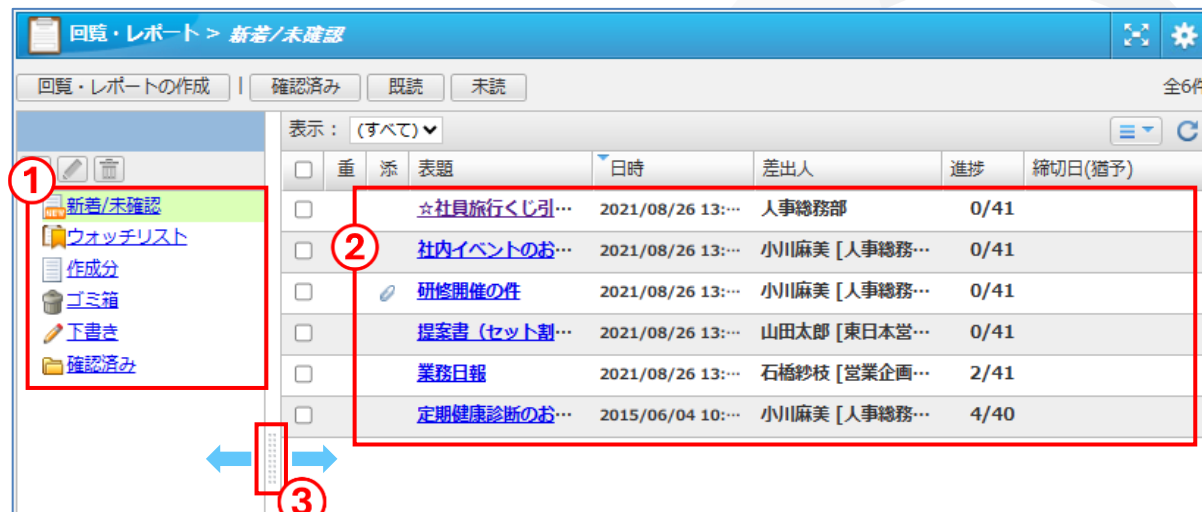 回覧・レポート > 新着/未確認
回覧・レポートの作成 | 確認済み 既読 未読 全6件
表示： (すべて)
重 添 表題 日時 差出人 進捗 締切日(猶予)
①
新着/未確認
ウォッチリスト
作成分
ゴミ箱
下書き
確認済み
②
☆社員旅行くじ引… 2021/08/26 13:… 人事総務部 0/41
社内イベントのお… 2021/08/26 13:… 小川麻美 [人事総務… 0/41
研修開催の件 2021/08/26 13:… 小川麻美 [人事総務… 0/41
提案書（セット割… 2021/08/26 13:… 山田太郎 [東日本営… 0/41
業務日報 2021/08/26 13:… 石橋紗枝 [営業企画… 2/41
定期健康診断のお… 2015/06/04 10:… 小川麻美 [人事総務… 4/40
③